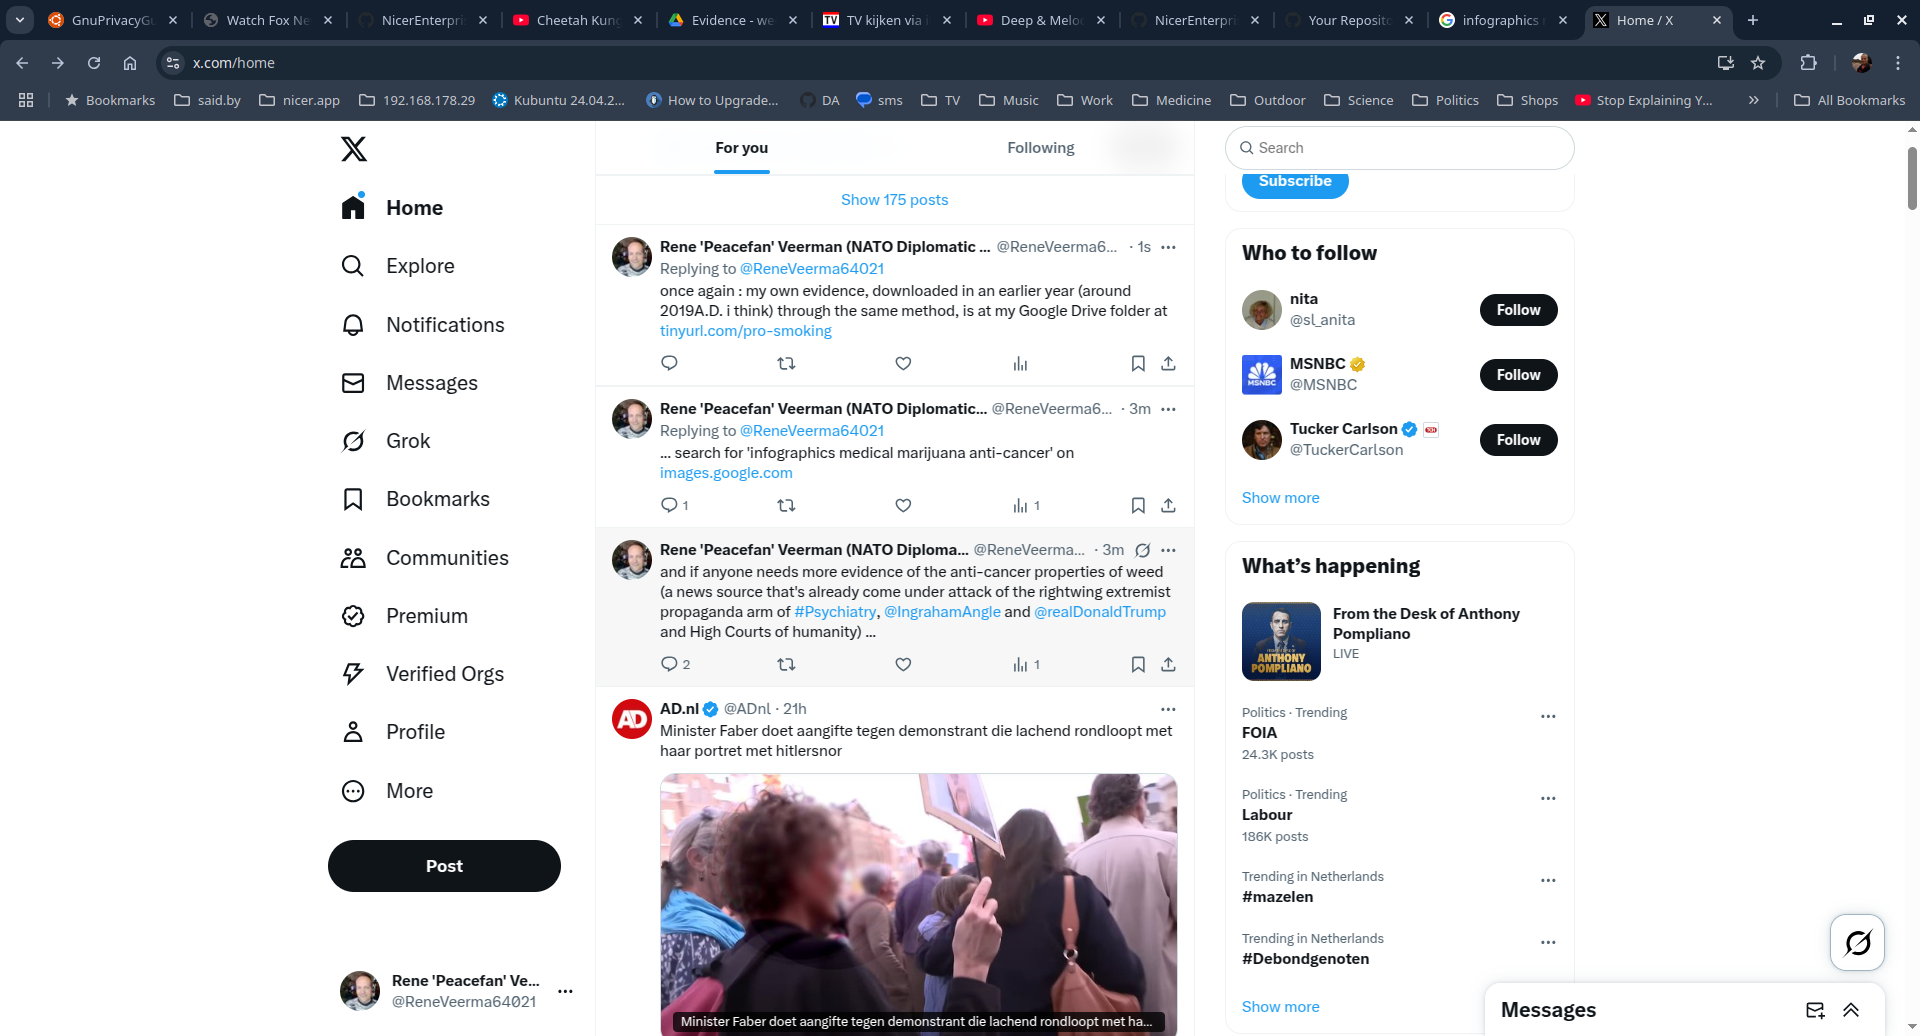 GnuPrivacyGu
Watch Fox Ne
NicerEnterpris
Cheetah Kung
Evidence - we
TV kijken via i
Deep & Melod
NicerEnterpri
Your Reposito
infographics
Home / X
x.com/home
Bookmarks
said.by
nicer.app
192.168.178.29
Kubuntu 24.04.2...
How to Upgrade...
DA
sms
TV
Music
Work
Medicine
Outdoor
Science
Politics
Shops
Stop Explaining Y...
All Bookmarks
Home
Explore
Notifications
Messages
Grok
Bookmarks
Communities
Premium
Verified Orgs
Profile
More
Post
Rene 'Peacefan' Ve...
@ReneVeerma64021
For you
Following
Show 175 posts
Rene 'Peacefan' Veerman (NATO Diplomatic ... @ReneVeerma6... · 1s
Replying to @ReneVeerma64021
once again : my own evidence, downloaded in an earlier year (around
2019A.D. i think) through the same method, is at my Google Drive folder at
tinyurl.com/pro-smoking
Rene 'Peacefan' Veerman (NATO Diplomatic... @ReneVeerma6... · 3m
Replying to @ReneVeerma64021
... search for 'infographics medical marijuana anti-cancer' on
images.google.com
1
1
Rene 'Peacefan' Veerman (NATO Diploma... @ReneVeerma... · 3m
and if anyone needs more evidence of the anti-cancer properties of weed
(a news source that's already come under attack of the rightwing extremist
propaganda arm of #Psychiatry, @IngrahamAngle and @realDonaldTrump
and High Courts of humanity) ...
2
1
AD
AD.nl @ADnl · 21h
Minister Faber doet aangifte tegen demonstrant die lachend rondloopt met
haar portret met hitlersnor
Minister Faber doet aangifte tegen demonstrant die lachend rondloopt met ha...
Search
Subscribe
Who to follow
nita
@sl_anita
Follow
MSNBC
MSNBC
@MSNBC
Follow
Tucker Carlson
@TuckerCarlson
Follow
Show more
What's happening
ANTHONY
POMPLIANO
From the Desk of Anthony
Pompliano
LIVE
Politics · Trending
FOIA
24.3K posts
Politics · Trending
Labour
186K posts
Trending in Netherlands
#mazelen
Trending in Netherlands
#Debondgenoten
Show more
Messages